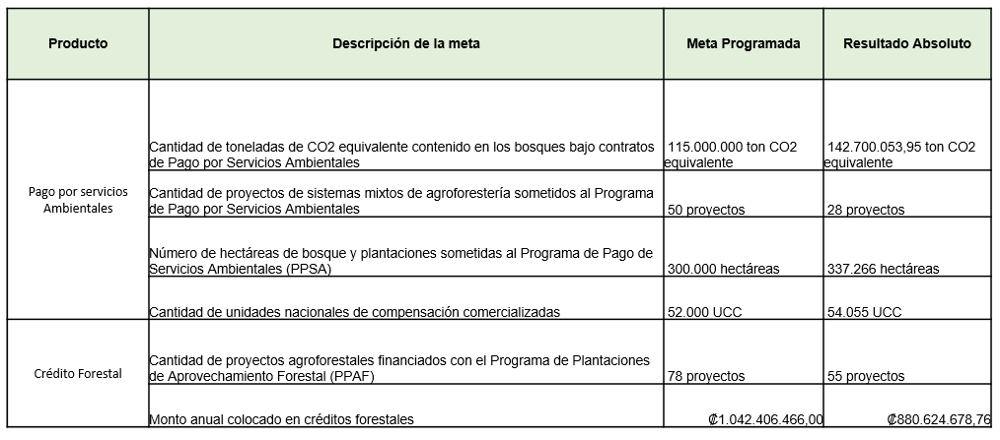 Producto
Descripción de la meta
Meta Programada
Resultado Absoluto
Pago por servicios
Ambientales
Cantidad de toneladas de CO2 equivalente contenido en los bosques bajo contratos
de Pago por Servicios Ambientales
115.000.000 ton CO2
equivalente
142.700.053,95 ton CO2
equivalente
Cantidad de proyectos de sistemas mixtos de agroforestería sometidos al Programa
de Pago por Servicios Ambientales
50 proyectos
28 proyectos
Número de hectáreas de bosque y plantaciones sometidas al Programa de Pago de
Servicios Ambientales (PPSA)
300.000 hectáreas
337.266 hectáreas
Cantidad de unidades nacionales de compensación comercializadas
52.000 UCC
54.055 UCC
Crédito Forestal
Cantidad de proyectos agroforestales financiados con el Programa de Plantaciones
de Aprovechamiento Forestal (PPAF)
78 proyectos
55 proyectos
Monto anual colocado en créditos forestales
₡1.042.406.466,00
₡880.624.678,76